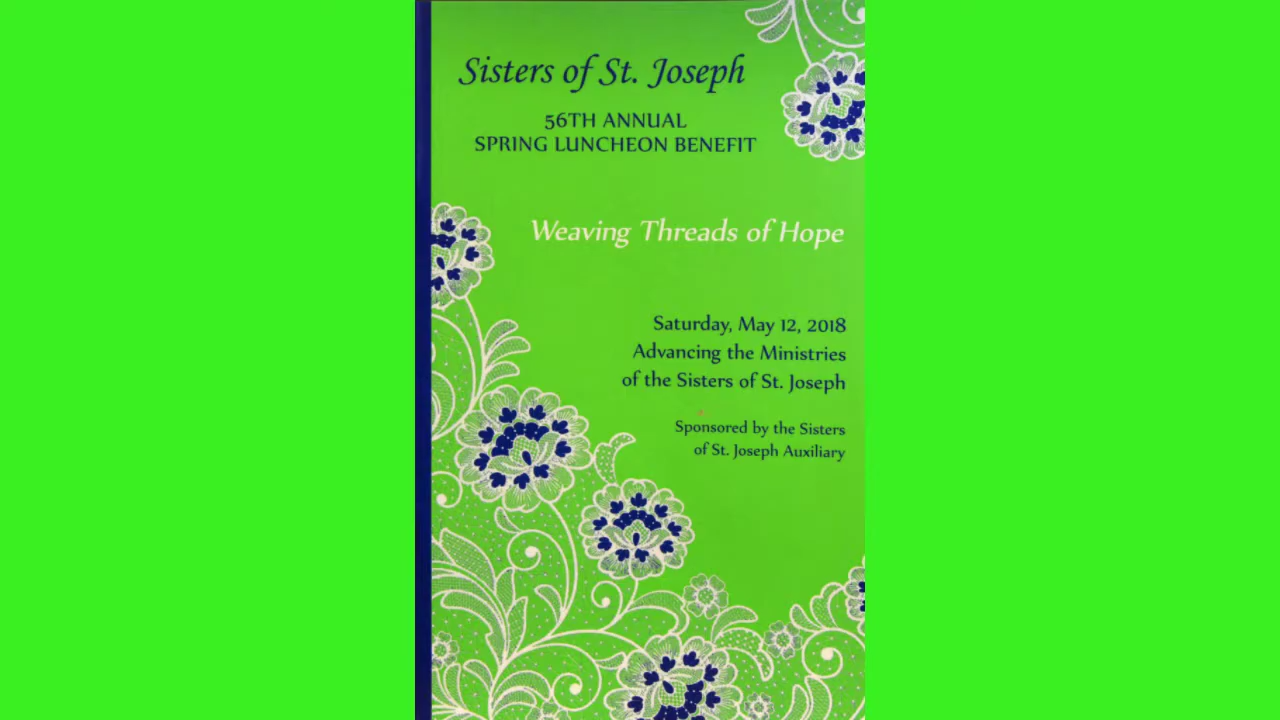 Sisters of St. Joseph
56TH ANNUAL
SPRING LUNCHEON BENEFIT
Weaving Threads of Hope
Saturday, May 12, 2018
Advancing the Ministries
of the Sisters of St. Joseph
Sponsored by the Sisters
of St. Joseph Auxiliary